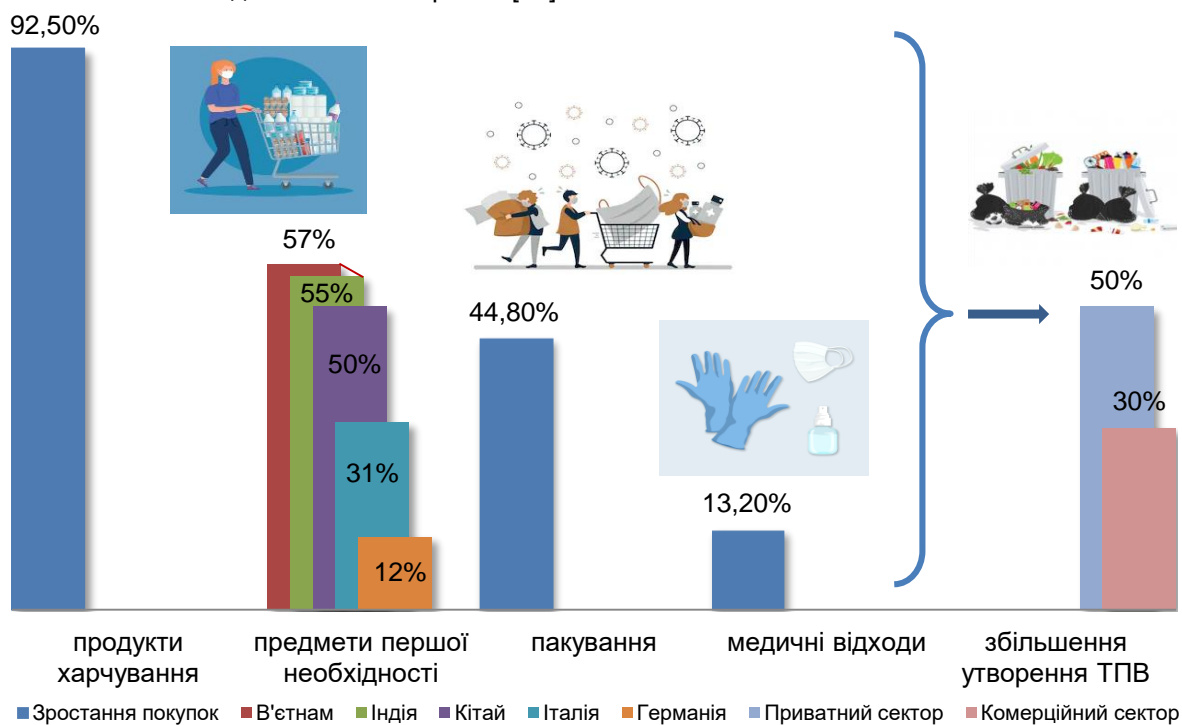 92,50%
57%
55%
50%
31%
12%
44,80%
13,20%
50%
30%
продукти
харчування
предмети першої
необхідності
пакування
медичні відходи
збільшення
утворення ТПВ
Зростання покупок В'єтнам Індія Кітай Італія Германія Приватний сектор Комерційний сектор